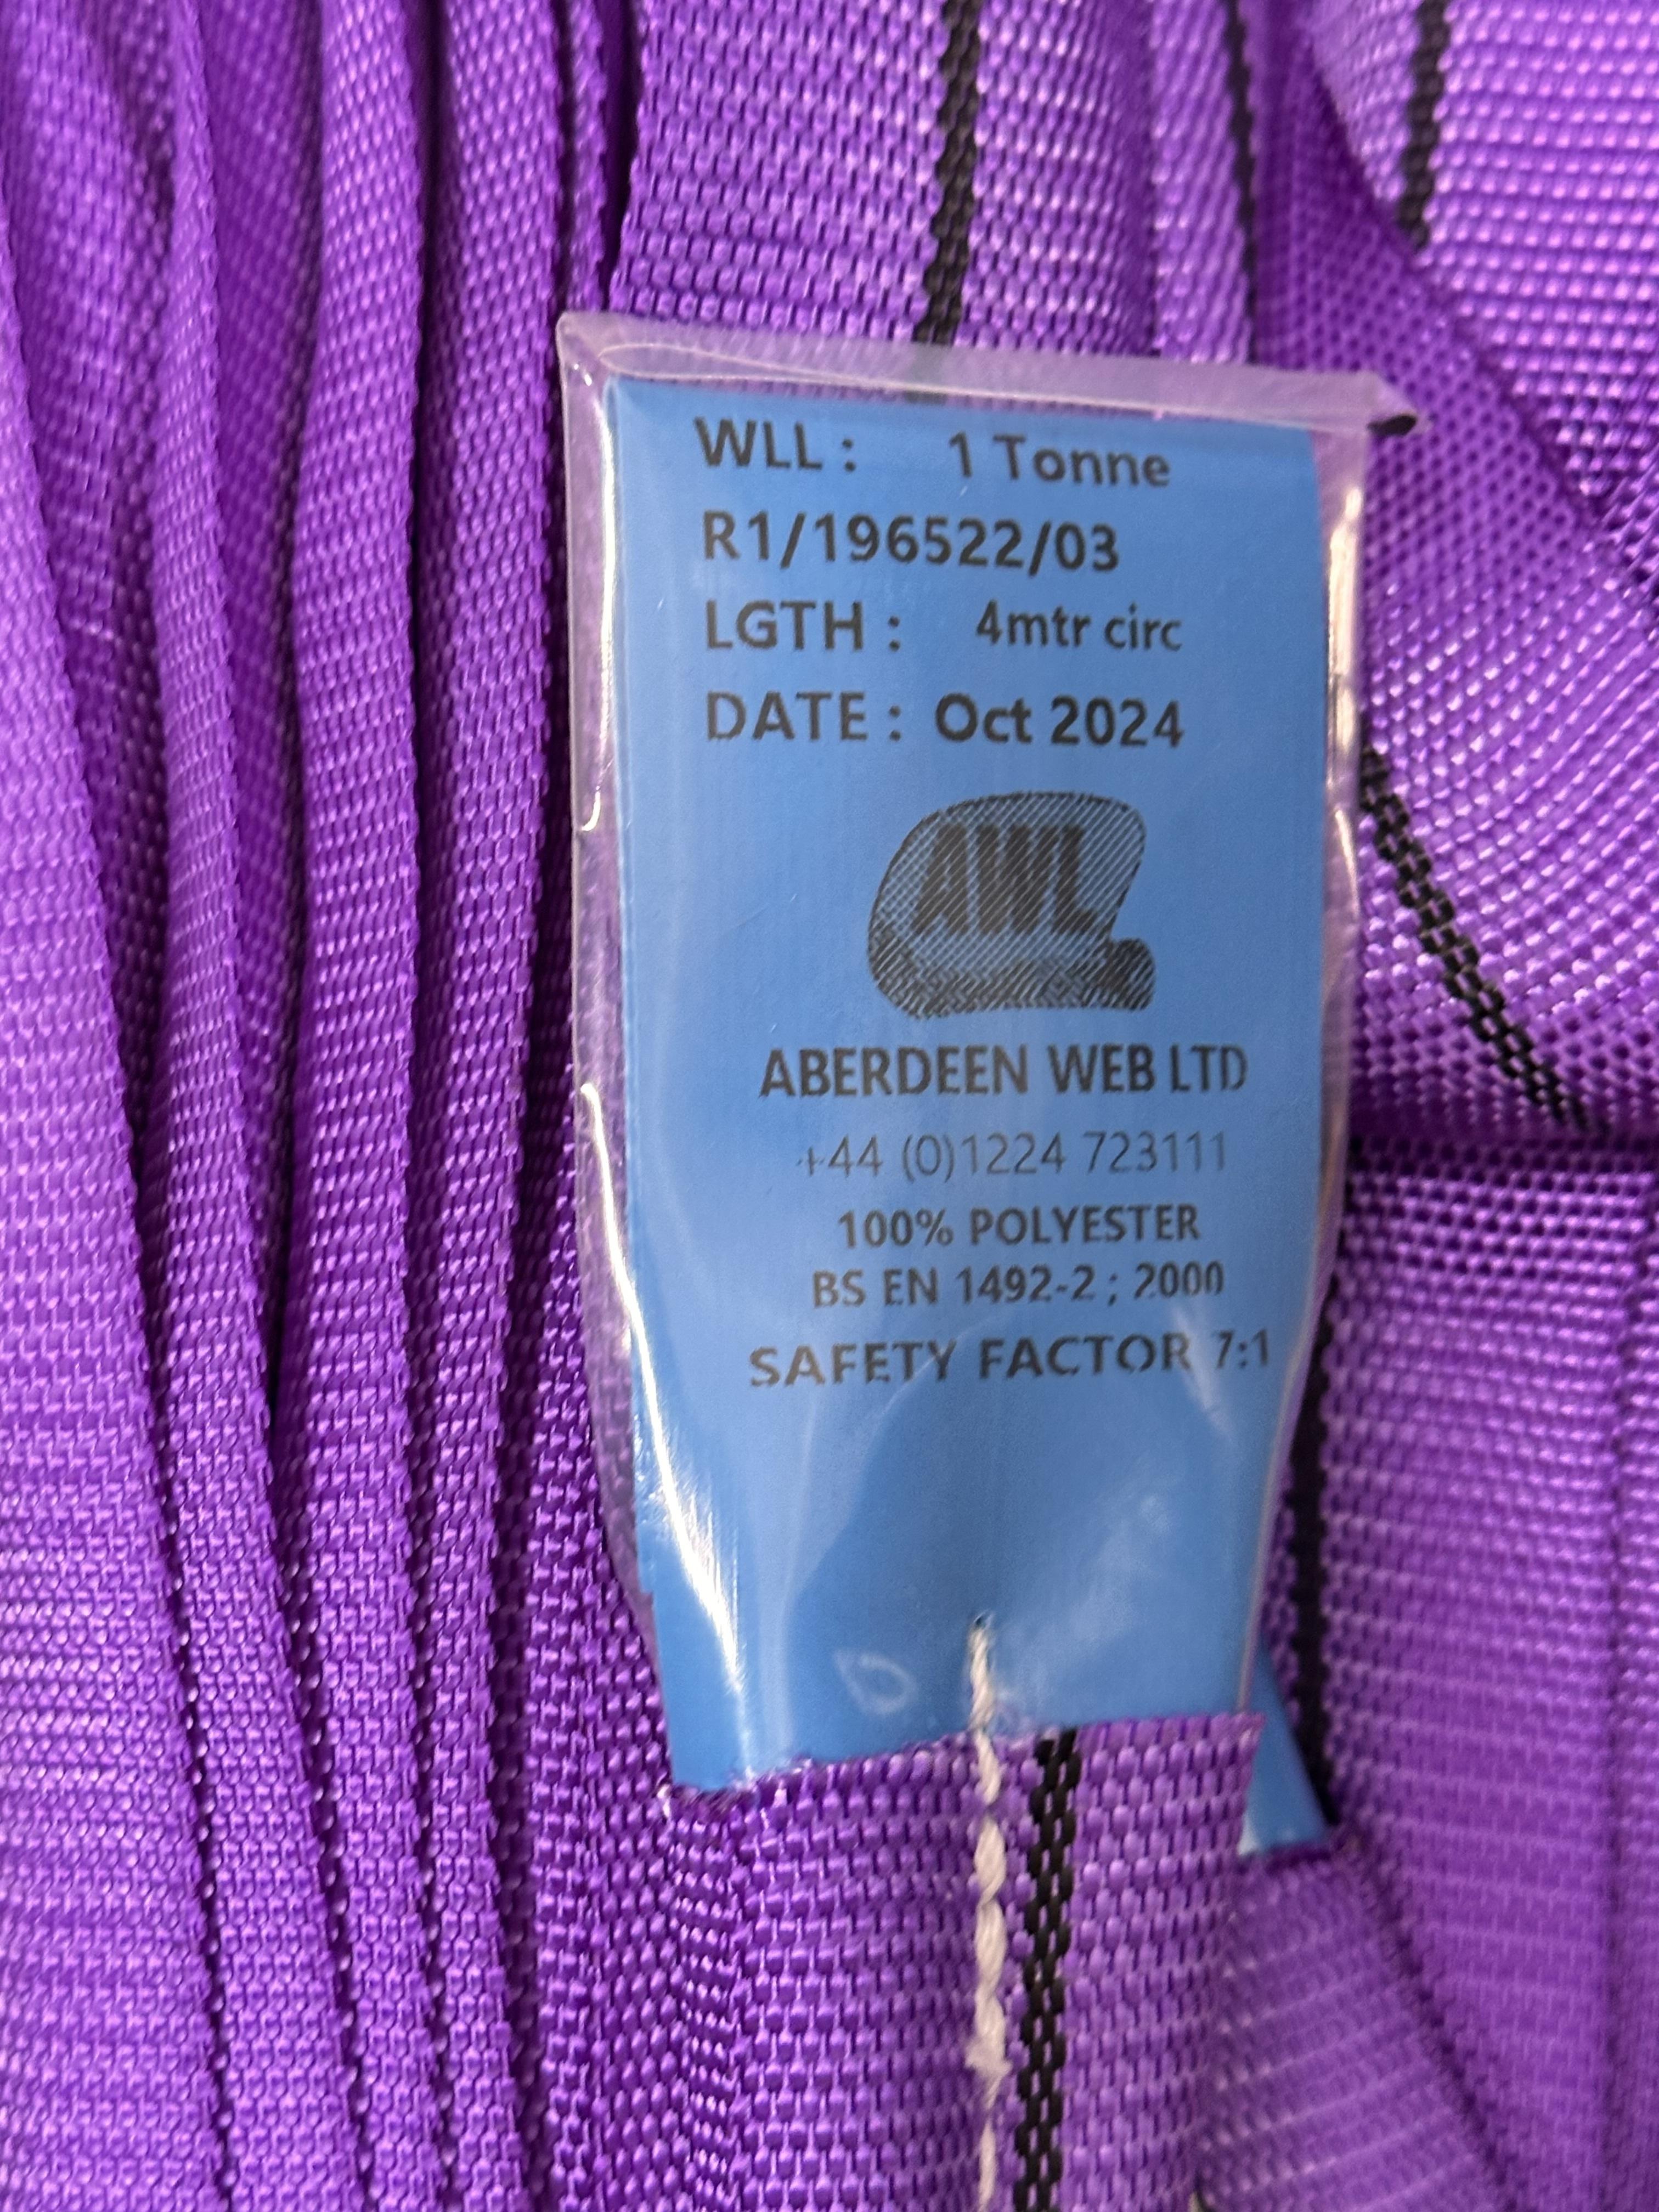 WLL : 1 Tonne
R1/196522/03
LGTH : 4mtr circ
DATE : Oct 2024
AWL
ABERDEEN WEB LTD
+44 (0)1224 723111
100% POLYESTER
BS EN 1492-2 ; 2000
SAFETY FACTOR 7:1